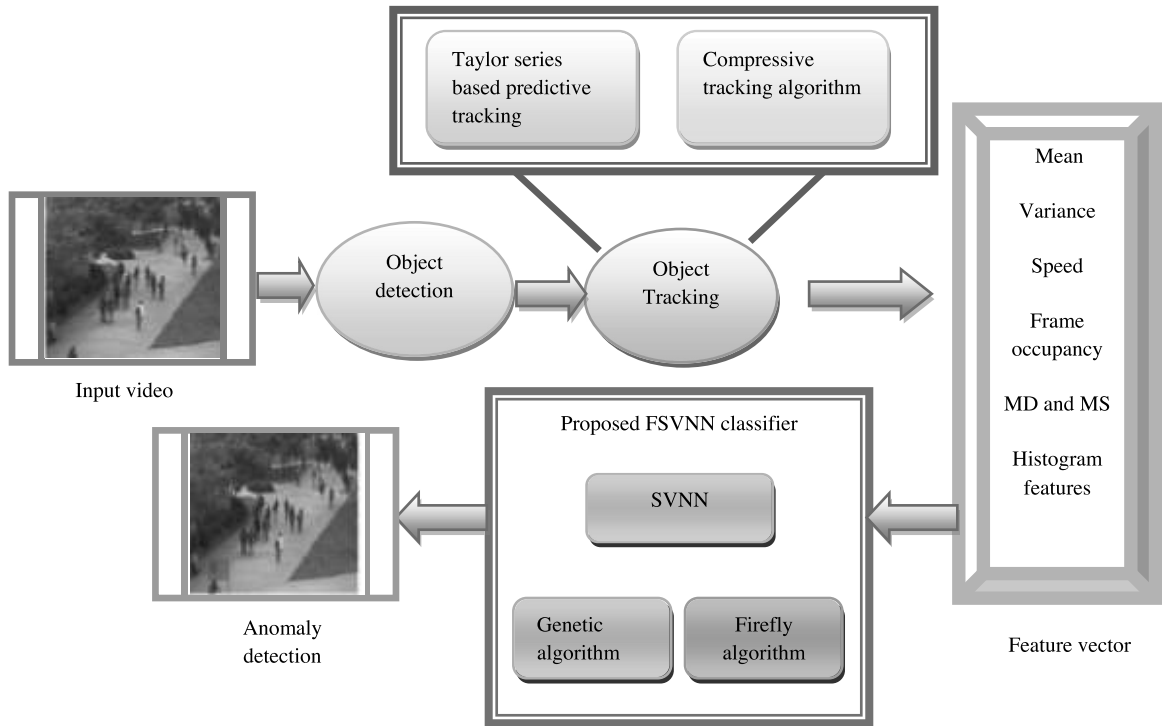 Taylor series
based predictive
tracking
Compressive
tracking algorithm
Mean
Variance
Speed
Frame
occupancy
MD and MS
Histogram
features
Feature vector
Input video
Object
detection
Object
Tracking
Proposed FSVNN classifier
SVNN
Genetic
algorithm
Firefly
algorithm
Anomaly
detection